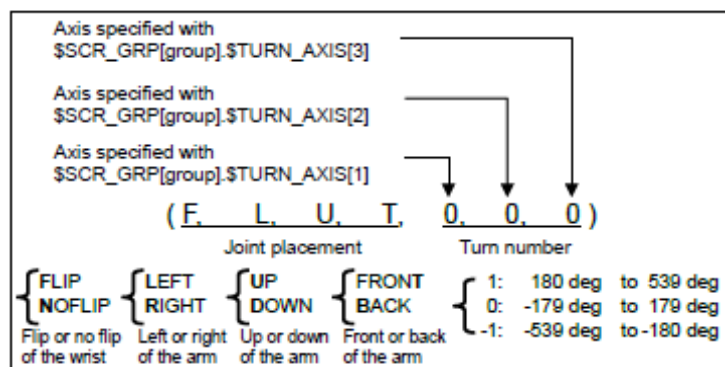 Axis specified with
$SCR_GRP[group].$TURN_AXIS[3]
Axis specified with
$SCR_GRP[group].$TURN_AXIS[2]
Axis specified with
$SCR_GRP[group].$TURN_AXIS[1]
( F, L, U, T, 0, 0, 0 )
Joint placement Turn number
FLIP LEFT UP FRONT 1: 180 deg to 539 deg
NOFLIP RIGHT DOWN BACK 0: -179 deg to 179 deg
-1: -539 deg to -180 deg
Flip or no flip Left or right Up or down Front or back
of the wrist of the arm of the arm of the arm